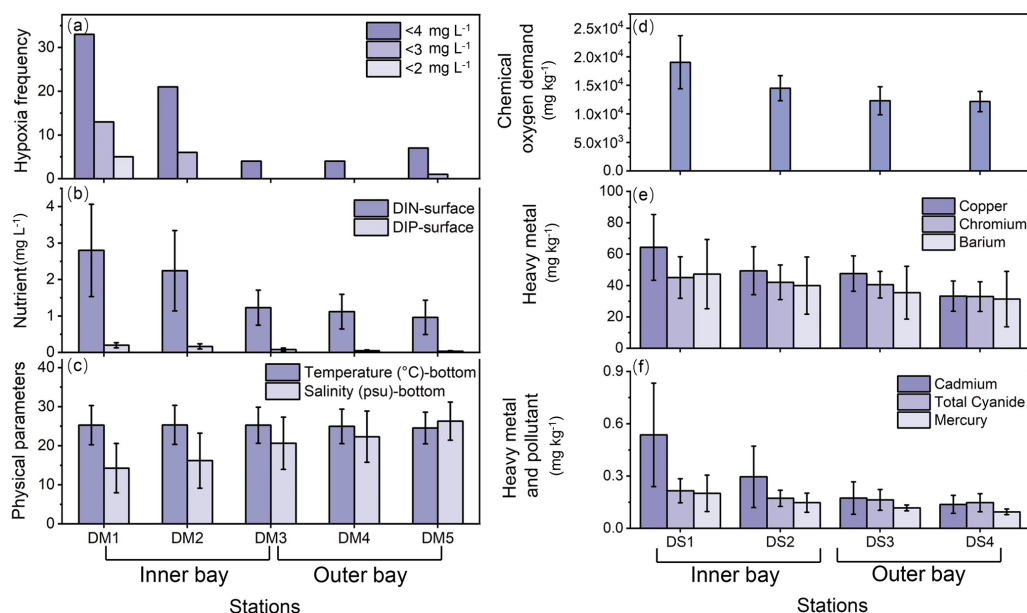 (a)
<4 mg L⁻¹
<3 mg L⁻¹
<2 mg L⁻¹
Hypoxia frequency
30
20
10
0
(b)
DIN-surface
DIP-surface
Nutrient(mg L⁻¹)
4
3
2
1
0
(c)
Temperature (°C)-bottom
Salinity (psu)-bottom
Physical parameters
40
30
20
10
0
DM1 DM2 DM3 DM4 DM5
Inner bay Outer bay
Stations
(d)
Chemical
oxygen demand
(mg kg⁻¹)
2.5x10⁴
2.0x10⁴
1.5x10⁴
1.0x10⁴
5.0x10³
0.0
(e)
Copper
Chromium
Barium
Heavy metal
(mg kg⁻¹)
100
80
60
40
20
0
(f)
Cadmium
Total Cyanide
Mercury
Heavy metal
and pollutant
(mg kg⁻¹)
0.9
0.6
0.3
0.0
DS1 DS2 DS3 DS4
Inner bay Outer bay
Stations